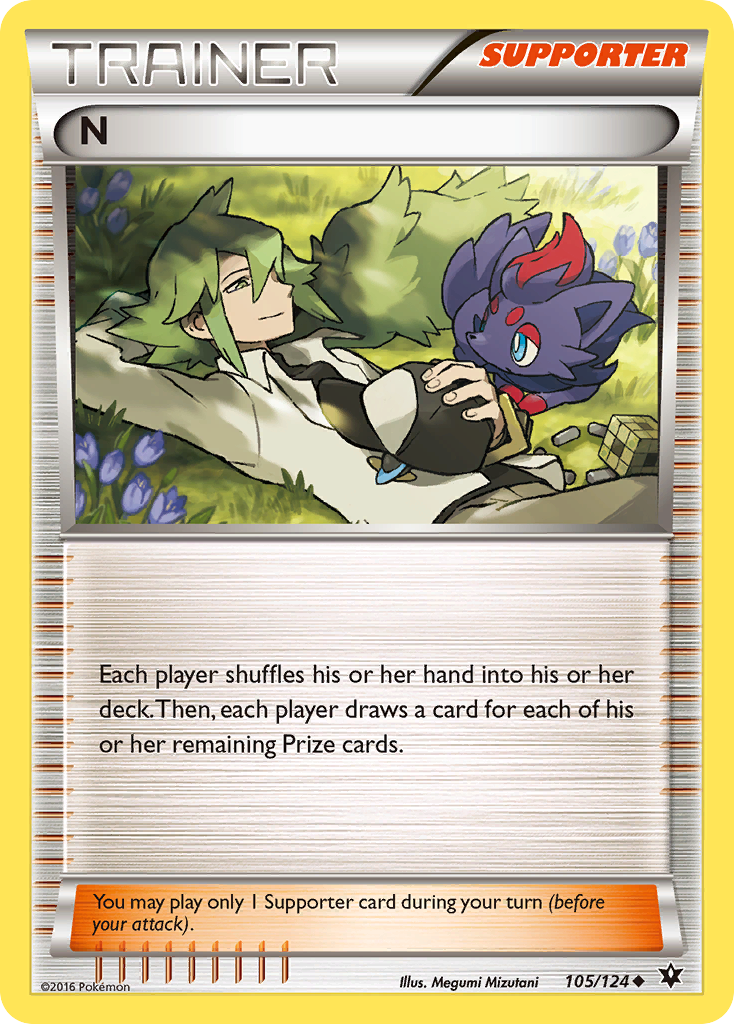 TRAINER
SUPPORTER
N
Each player shuffles his or her hand into his or her
deck.Then, each player draws a card for each of his
or her remaining Prize cards.
You may play only 1 Supporter card during your turn (before
your attack).
©2016 Pokémon
Illus. Megumi Mizutani
105/124